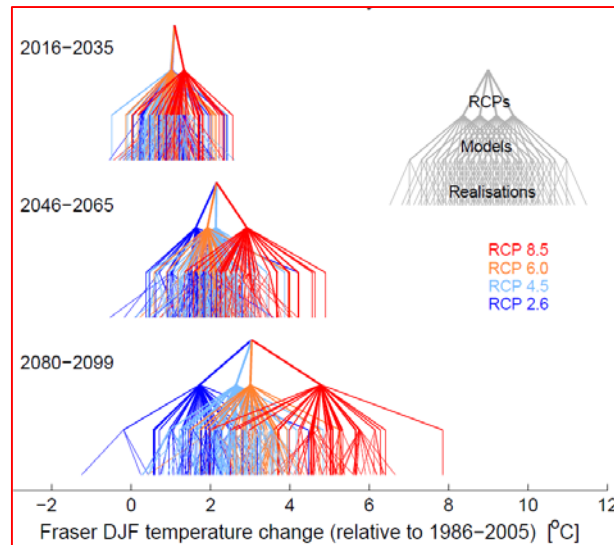 2016−2035
RCPs
Models
Realisations
2046−2065
RCP 8.5
RCP 6.0
RCP 4.5
RCP 2.6
2080−2099
−2 0 2 4 6 8 10 12
Fraser DJF temperature change (relative to 1986−2005) [°C]